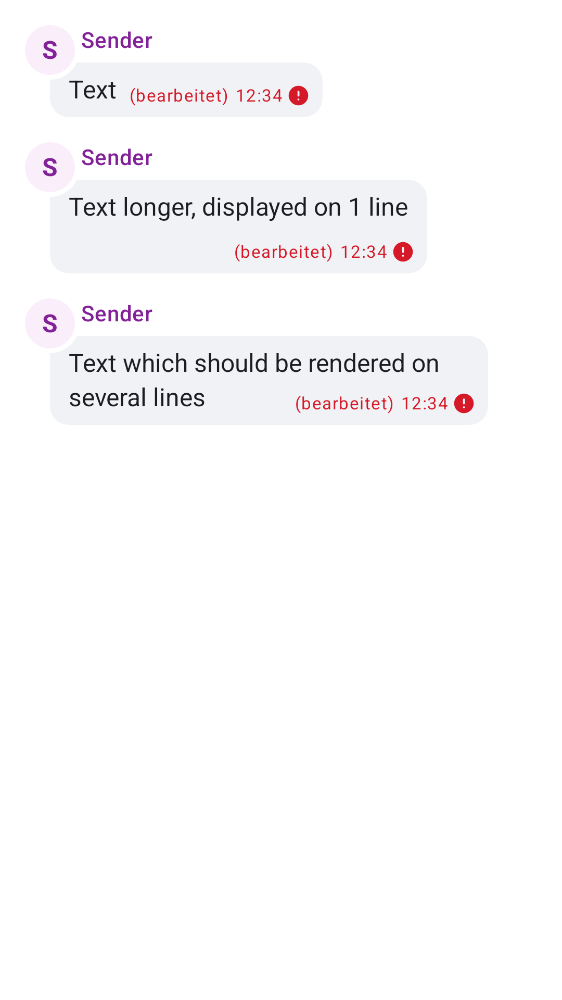 S Sender
Text (bearbeitet) 12:34
S Sender
Text longer, displayed on 1 line
(bearbeitet) 12:34
S Sender
Text which should be rendered on
several lines (bearbeitet) 12:34